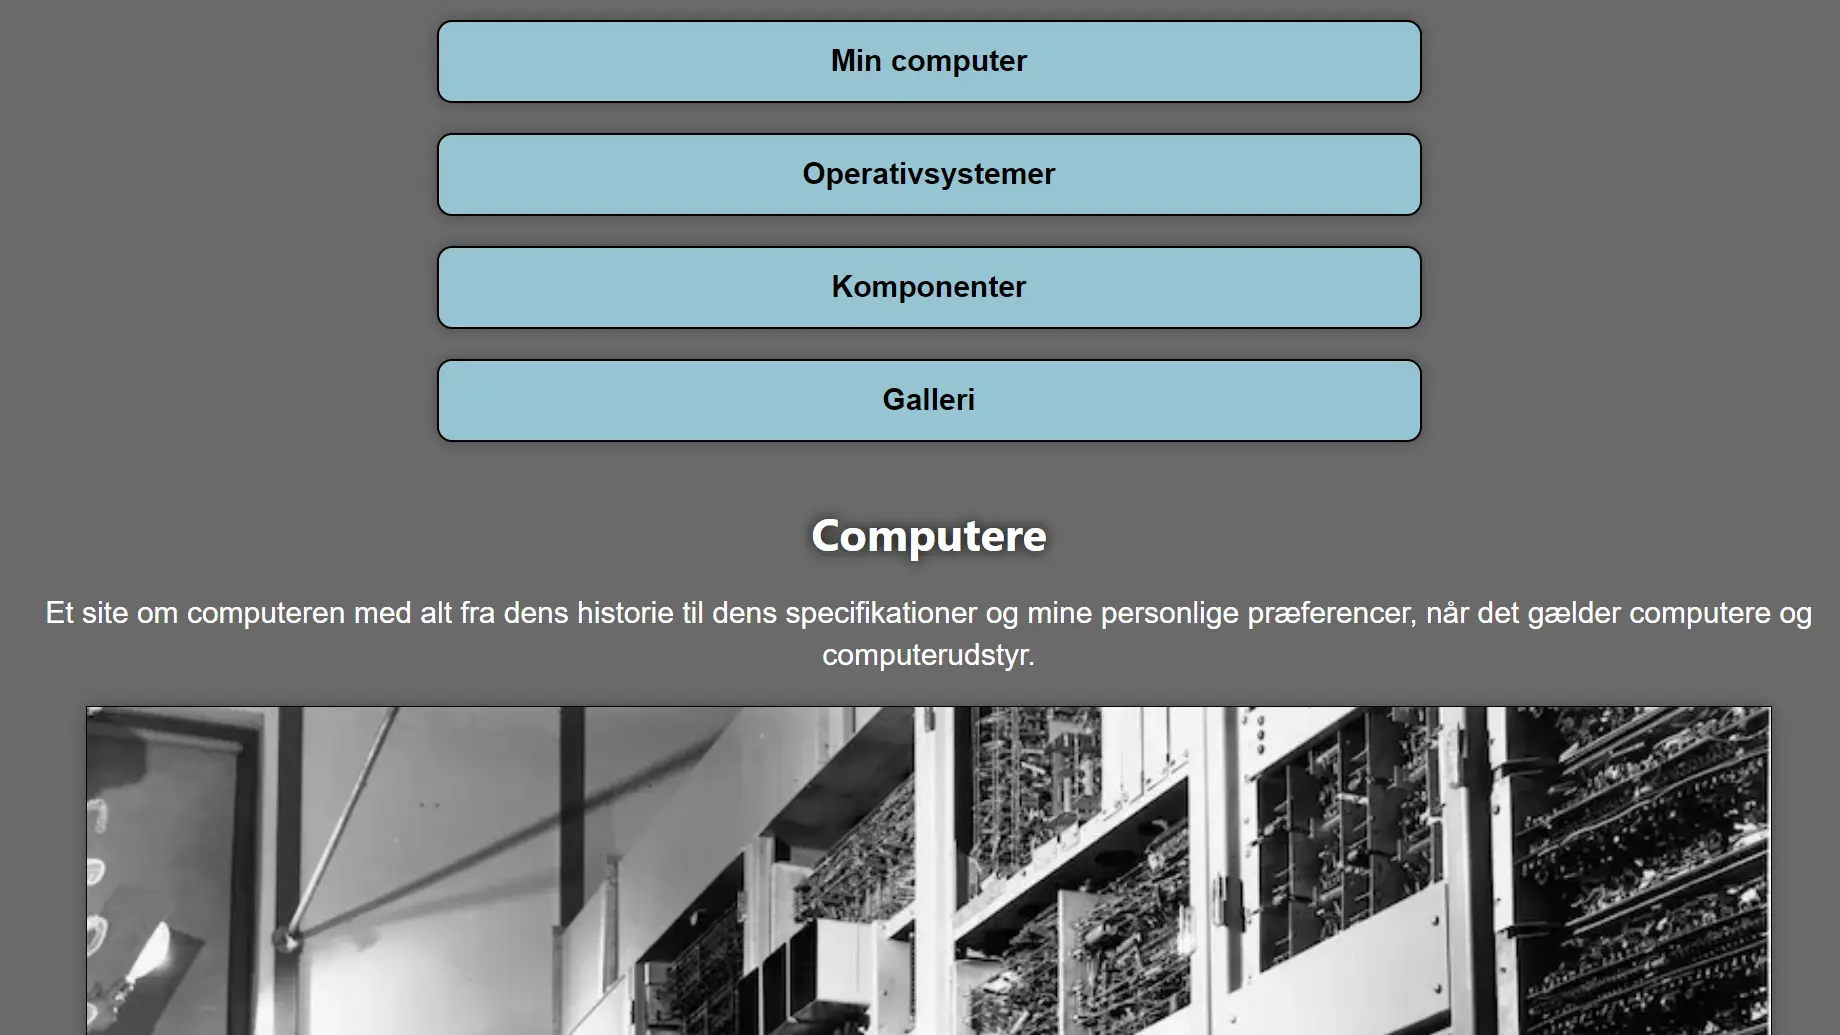 Min computer
Operativsystemer
Komponenter
Galleri
Computere
Et site om computeren med alt fra dens historie til dens specifikationer og mine personlige præferencer, når det gælder computere og
computerudstyr.